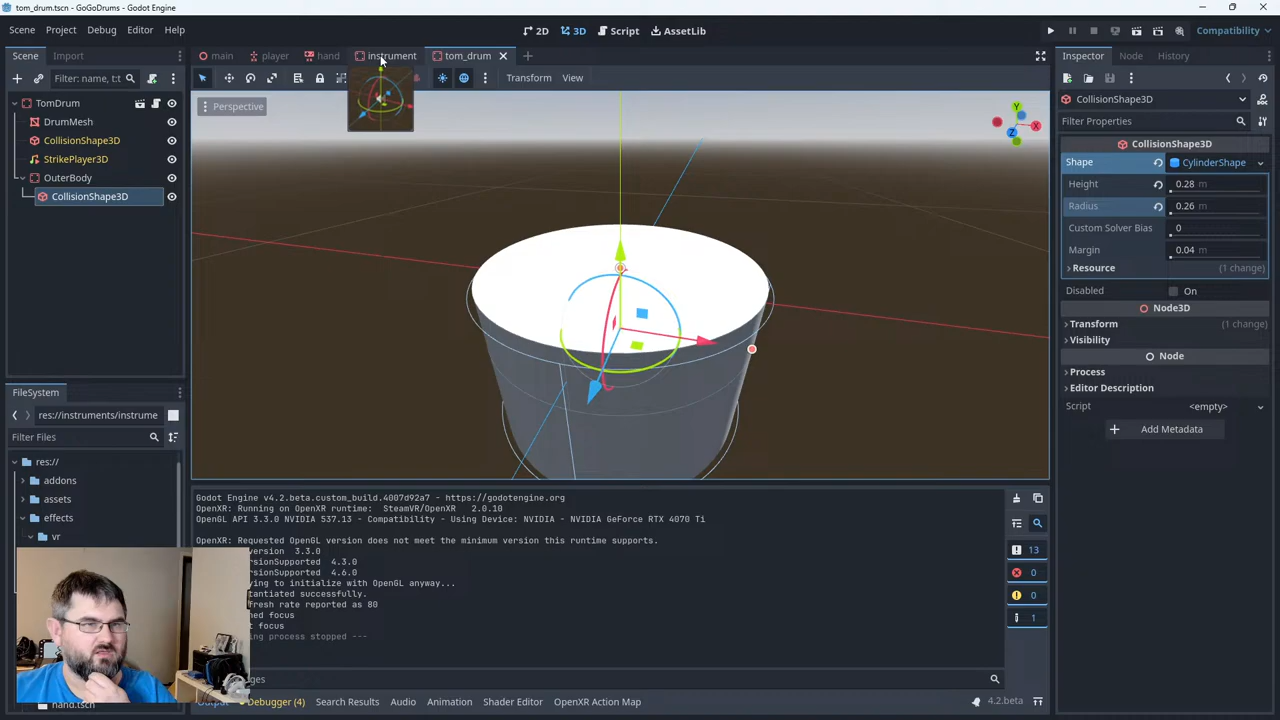 tom_drum.tscn - GoGoDrums - Godot Engine
Scene Project Debug Editor Help
2D 3D Script AssetLib
Compatibility
Scene Import
main player hand instrument tom_drum
Inspector Node History
Filter: name, t:
Transform View
TomDrum
DrumMesh
CollisionShape3D
StrikePlayer3D
OuterBody
CollisionShape3D
Perspective
Y
X
Z
CollisionShape3D
Filter Properties
CollisionShape3D
Shape CylinderShape
Height 0.28 m
Radius 0.26 m
Custom Solver Bias 0
Margin 0.04 m
Resource (1 change)
Disabled On
Node3D
Transform (1 change)
Visibility
Node
Process
Editor Description
Script <empty>
Add Metadata
FileSystem
res://instruments/instrume
Filter Files
res://
addons
assets
effects
vr
hand.tscn
Godot Engine v4.2.beta.custom_build.4007d92a7 - https://godotengine.org
OpenXR: Running on OpenXR runtime: SteamVR/OpenXR 2.0.10
OpenGL API 3.3.0 NVIDIA 537.13 - Compatibility - Using Device: NVIDIA - NVIDIA GeForce RTX 4070 Ti
OpenXR: Requested OpenGL version does not meet the minimum version this runtime supports.
version 3.3.0
ersionSupported 4.3.0
ersionSupported 4.6.0
ying to initialize with OpenGL anyway...
tantiated successfully.
fresh rate reported as 80
ned focus
t focus
ing process stopped ---
13
0
0
1
Debugger (4) Search Results Audio Animation Shader Editor OpenXR Action Map
4.2.beta